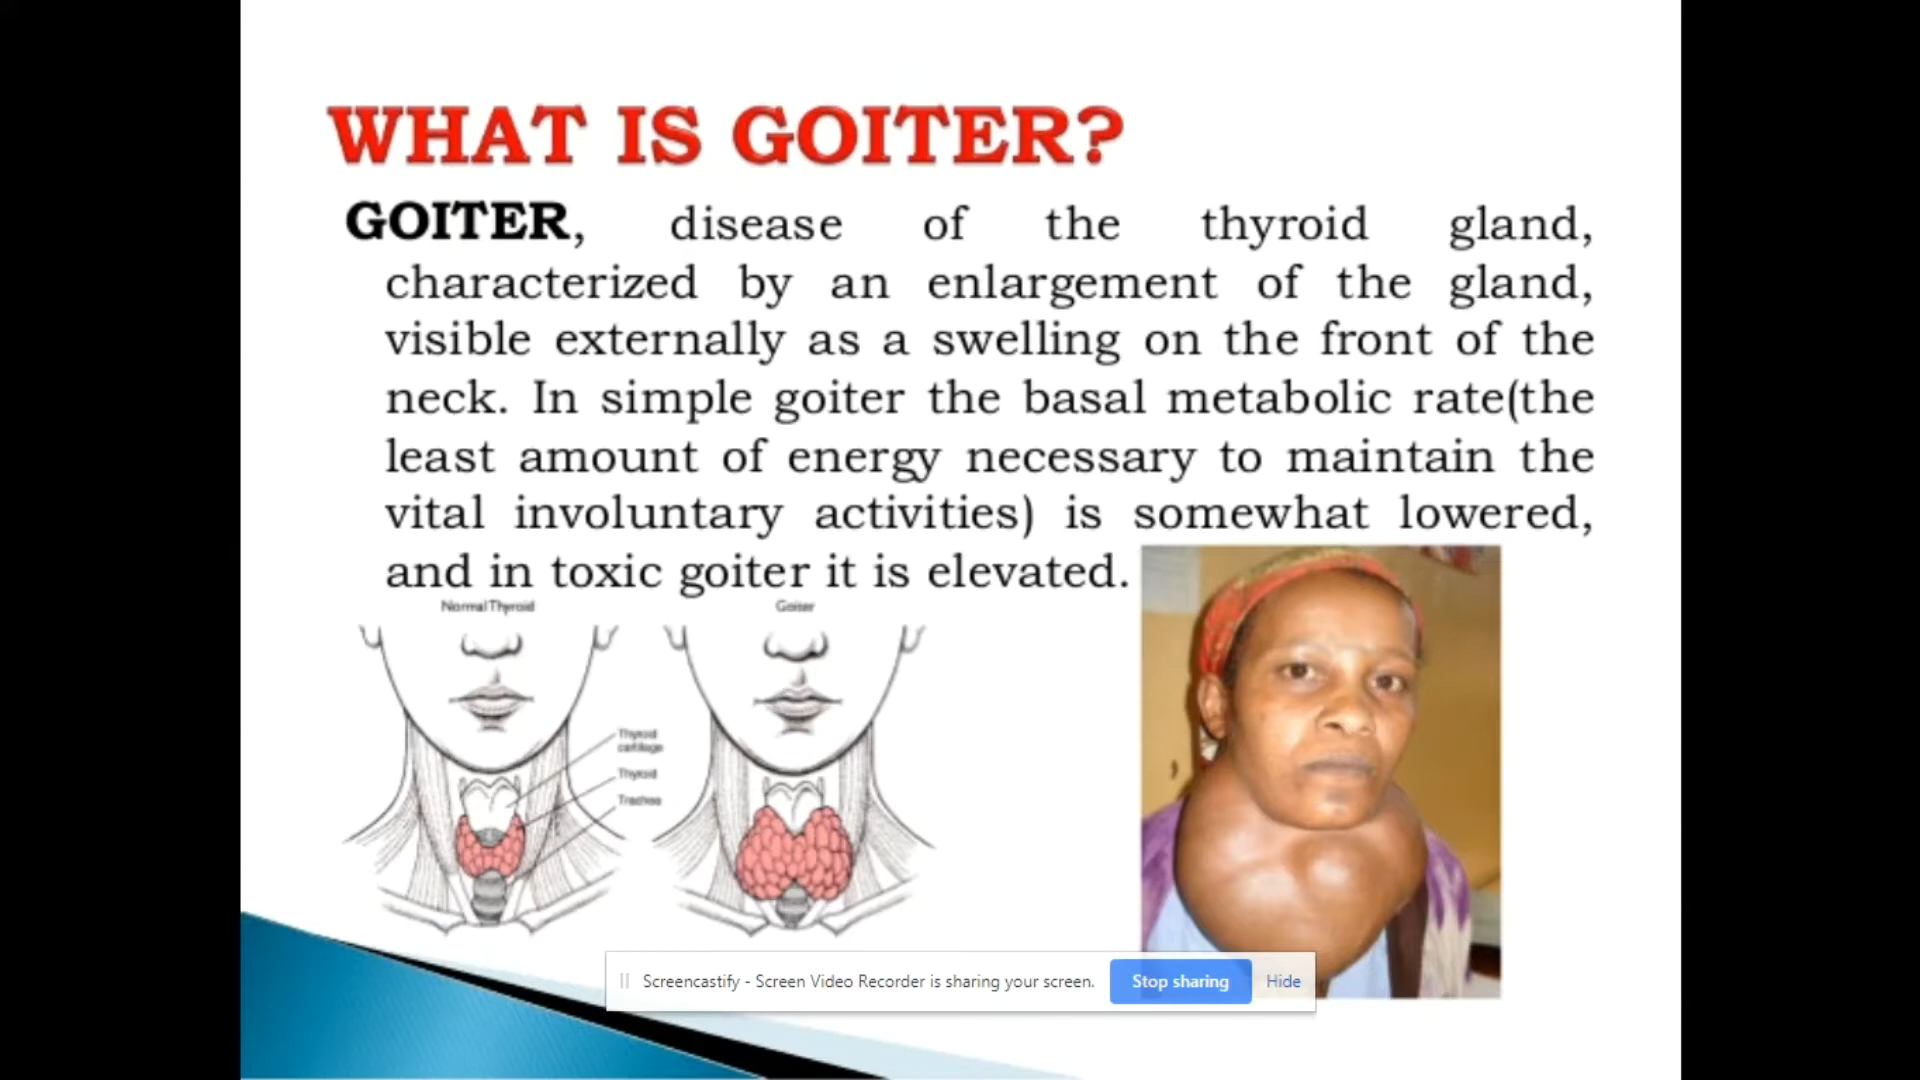 WHAT IS GOITER?
GOITER, disease of the thyroid gland,
characterized by an enlargement of the gland,
visible externally as a swelling on the front of the
neck. In simple goiter the basal metabolic rate(the
least amount of energy necessary to maintain the
vital involuntary activities) is somewhat lowered,
and in toxic goiter it is elevated.
Normal Thyroid
Goiter
Thyroid
cartilage
Thyroid
Trachea
Screencastify - Screen Video Recorder is sharing your screen.
Stop sharing
Hide